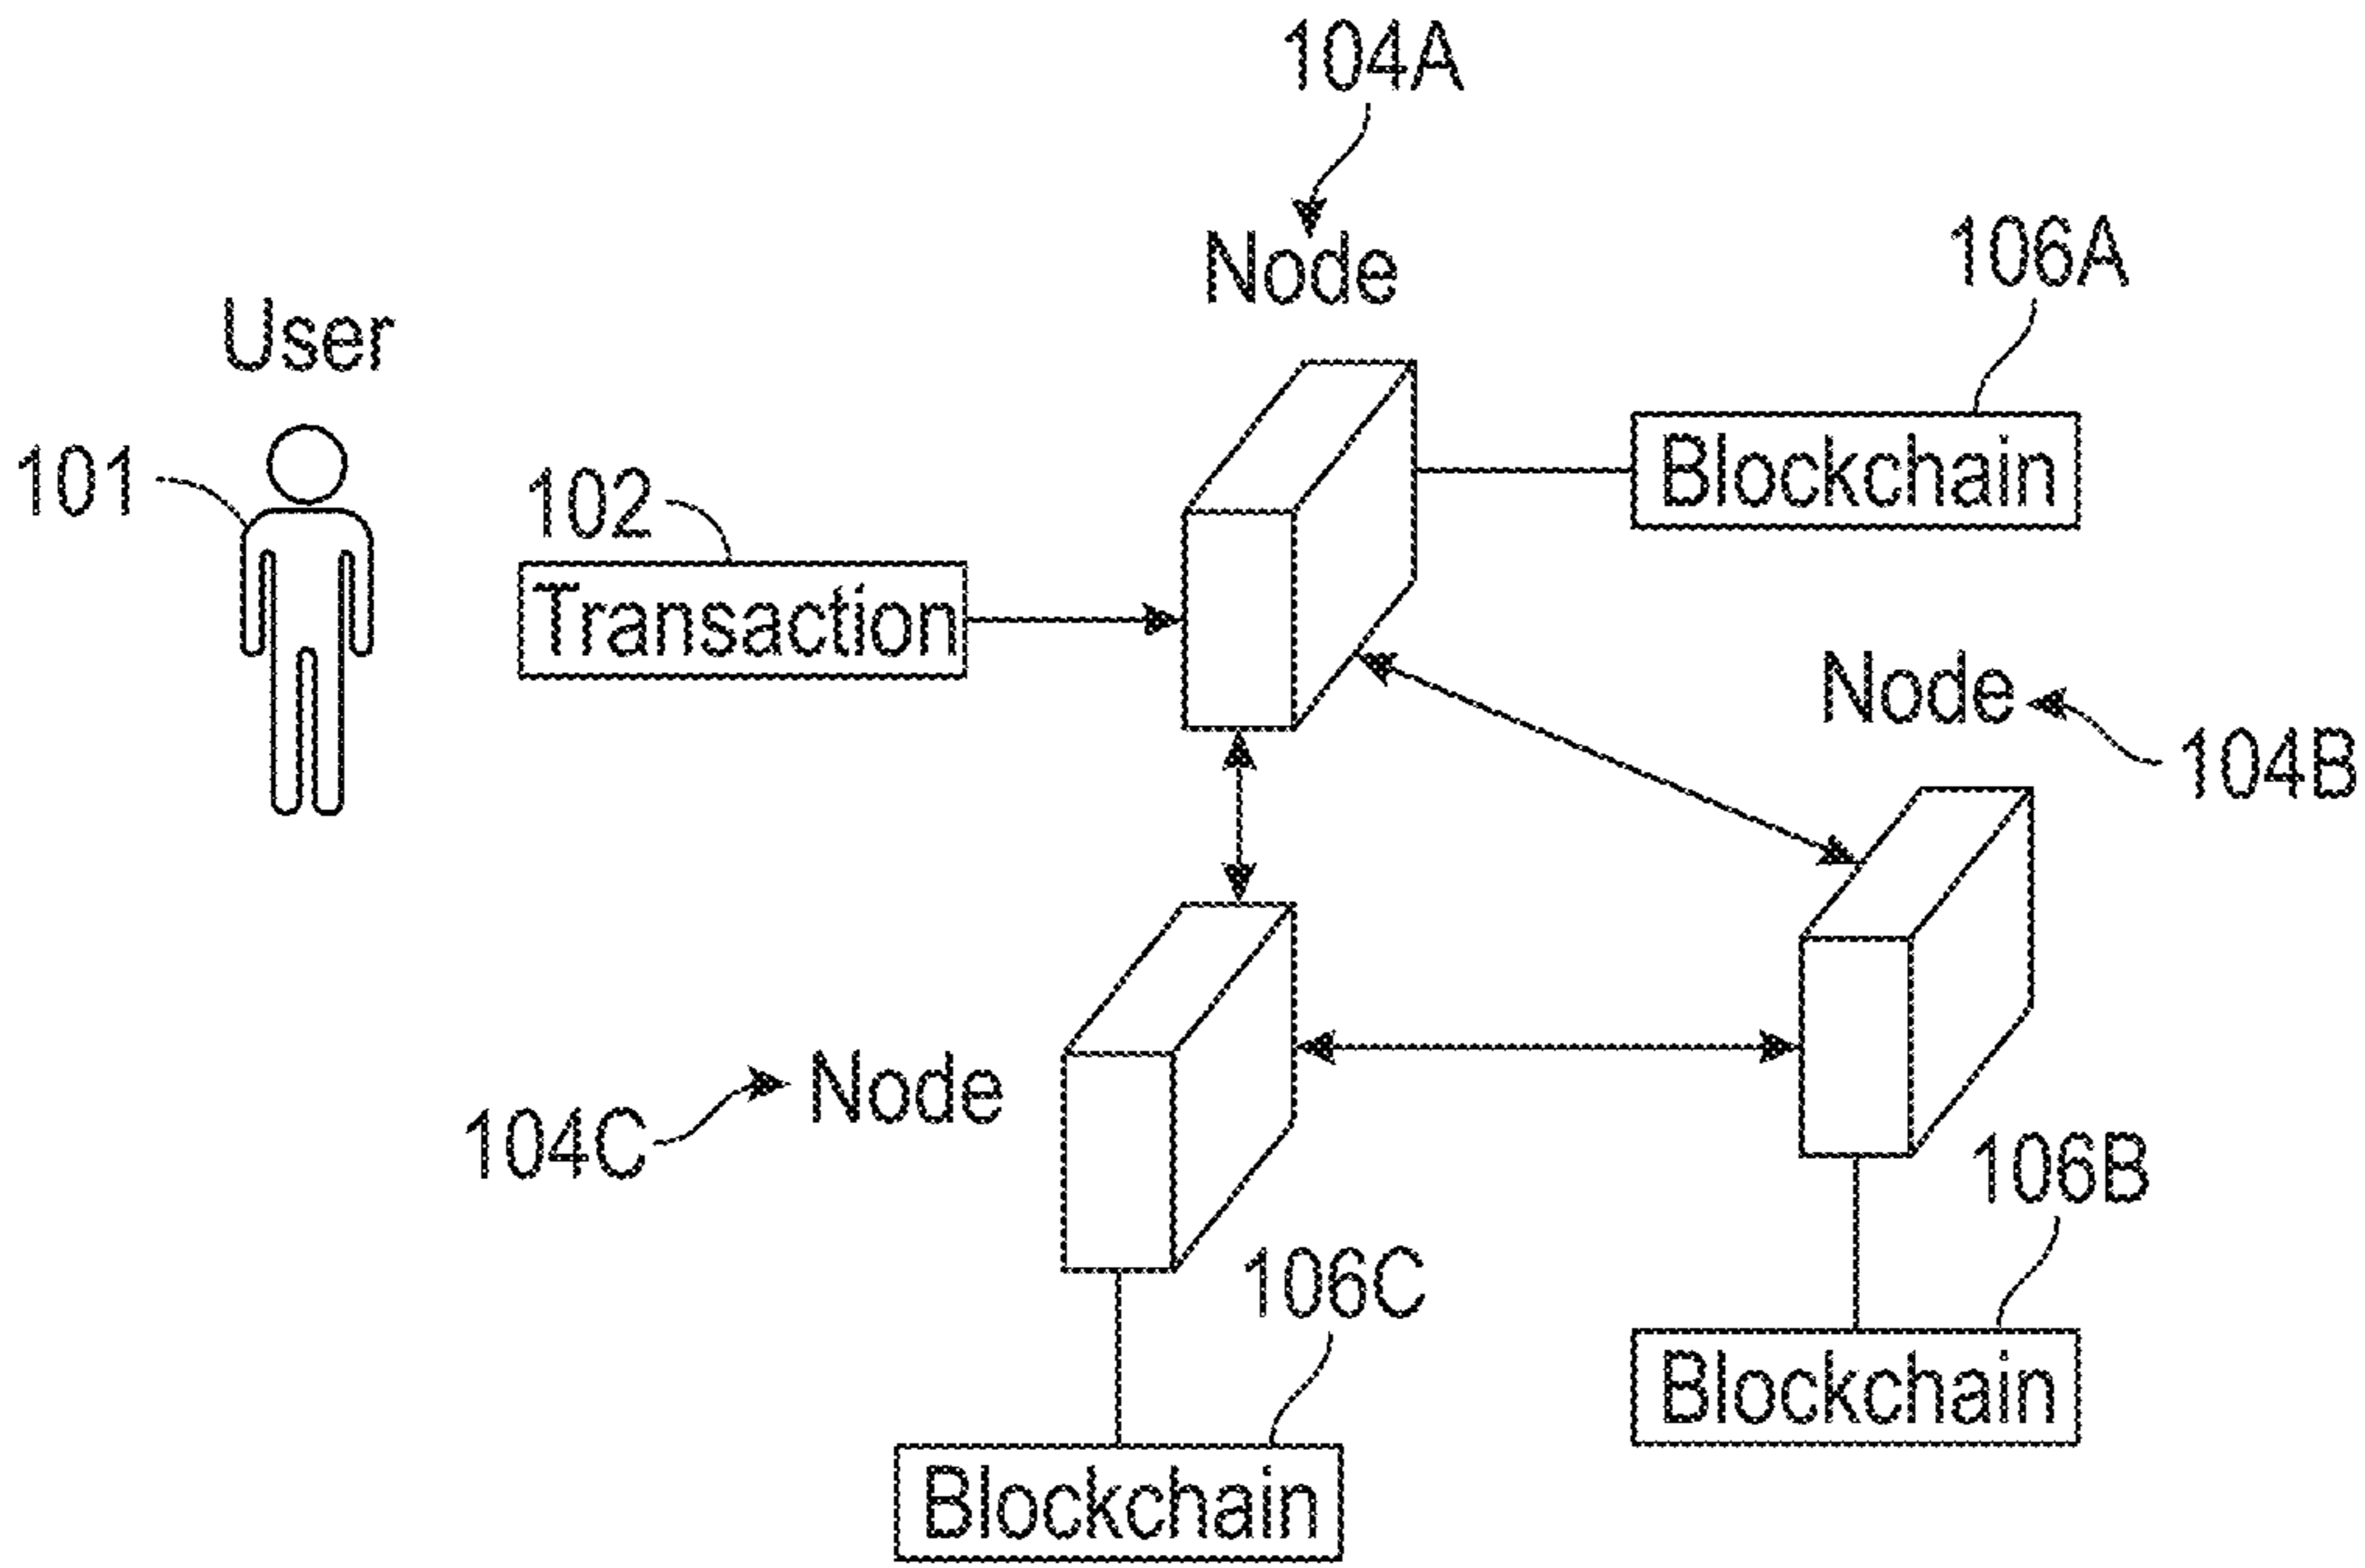 104A
Node
106A
User
Blockchain
101
102
Transaction
Node
104B
Node
104C
106B
106C
Blockchain
Blockchain